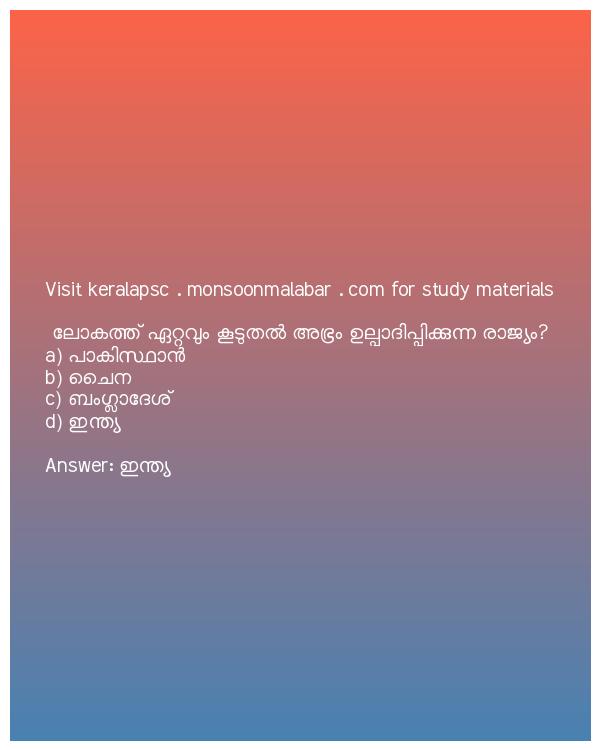 Visit keralapsc . monsoonmalabar . com for study materials
ലോകത്ത് ഏറ്റവും കൂടുതൽ അഭ്രം ഉല്പാദിപ്പിക്കുന്ന രാജ്യം?
a) പാകിസ്ഥാൻ
b) ചൈന
c) ബംഗ്ലാദേശ്
d) ഇന്ത്യ
Answer: ഇന്ത്യ